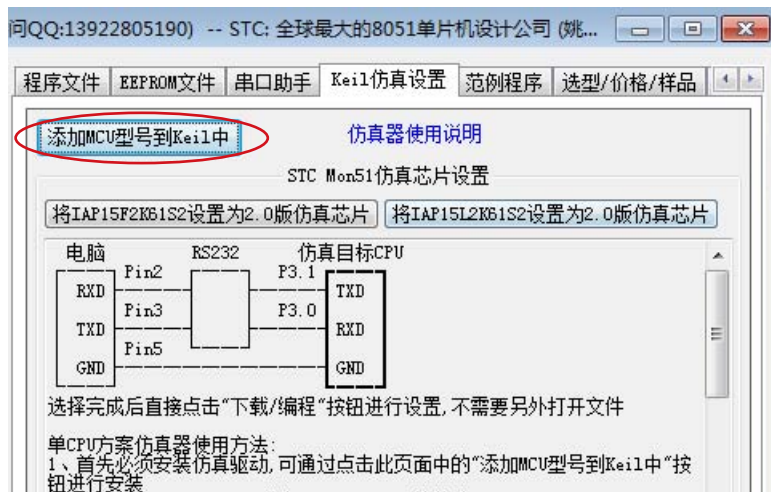 问QQ:13922805190) -- STC: 全球最大的8051单片机设计公司 (姚...
程序文件 EEPROM文件 串口助手 Keil仿真设置 范例程序 选型/价格/样品
添加MCU型号到Keil中 仿真器使用说明
STC Mon51仿真芯片设置
将IAP15F2K61S2设置为2.0版仿真芯片 将IAP15L2K61S2设置为2.0版仿真芯片
电脑 RS232 仿真目标CPU
Pin2 P3.1
RXD TXD
Pin3 P3.0
TXD RXD
Pin5
GND GND
选择完成后直接点击"下载/编程"按钮进行设置,不需要另外打开文件
单CPU方案仿真器使用方法:
1、首先必须安装仿真驱动,可通过点击此页面中的"添加MCU型号到Keil中"按
钮进行安装